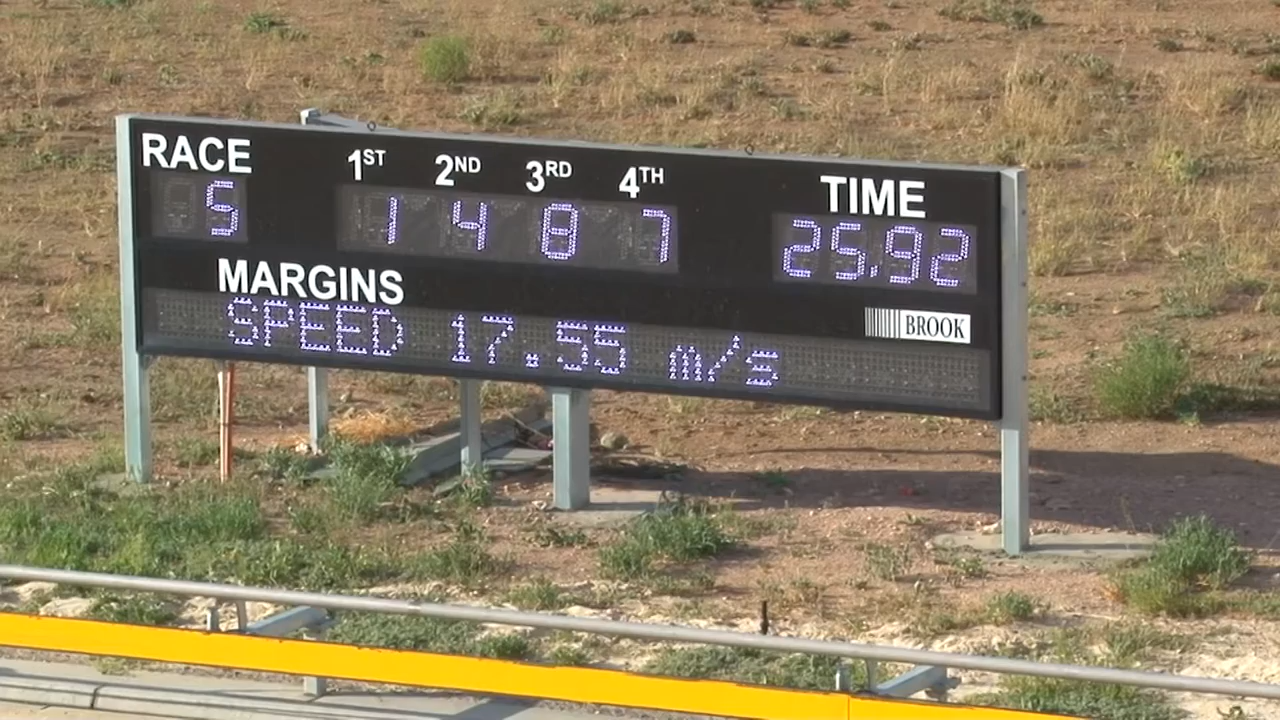 RACE 1ST 2ND 3RD 4TH TIME
5 1 4 8 7 25.92
MARGINS
SPEED 17.55 m/s
BROOK